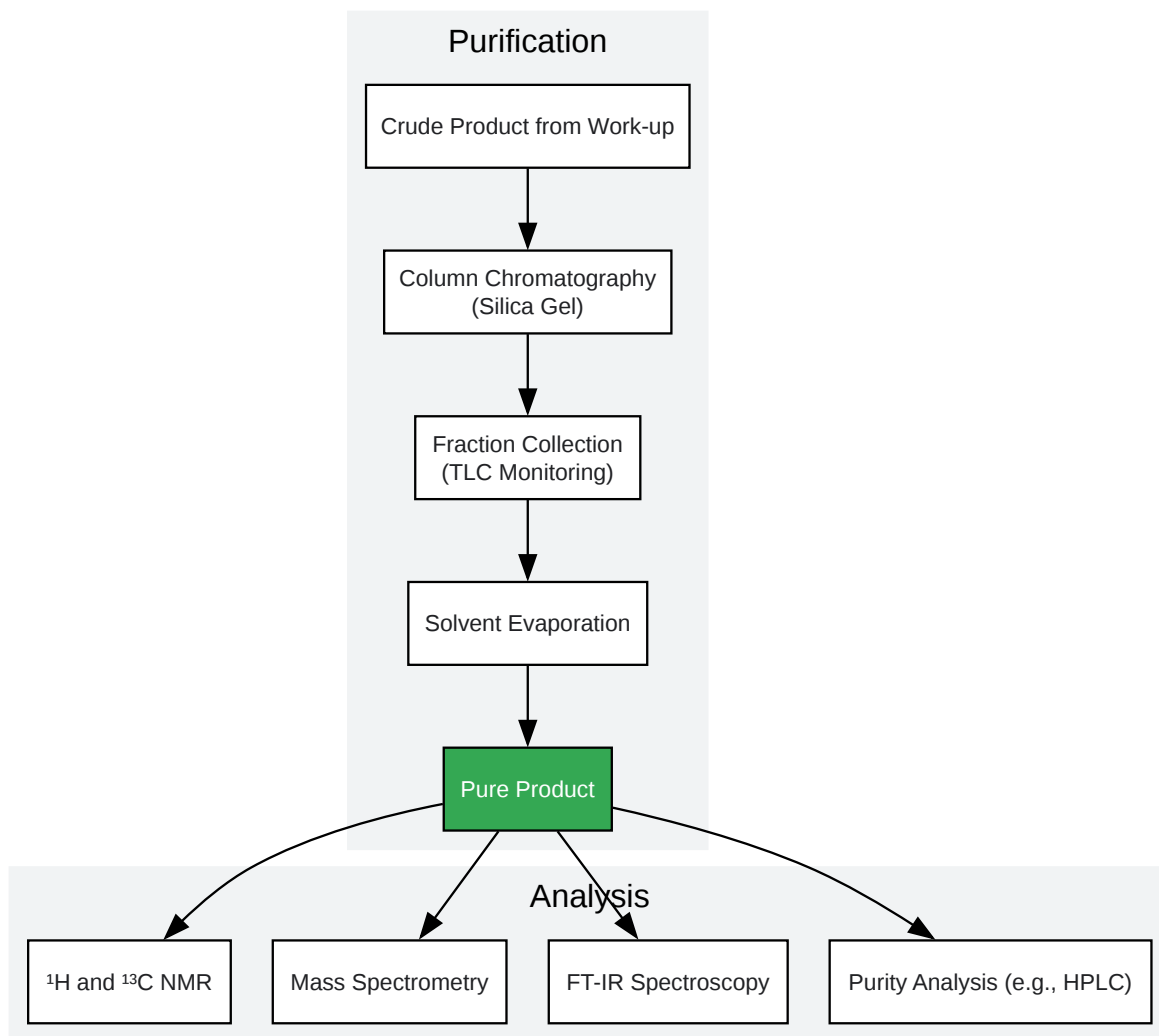 Purification
Crude Product from Work-up
Column Chromatography
(Silica Gel)
Fraction Collection
(TLC Monitoring)
Solvent Evaporation
Pure Product
Analysis
¹H and ¹³C NMR
Mass Spectrometry
FT-IR Spectroscopy
Purity Analysis (e.g., HPLC)